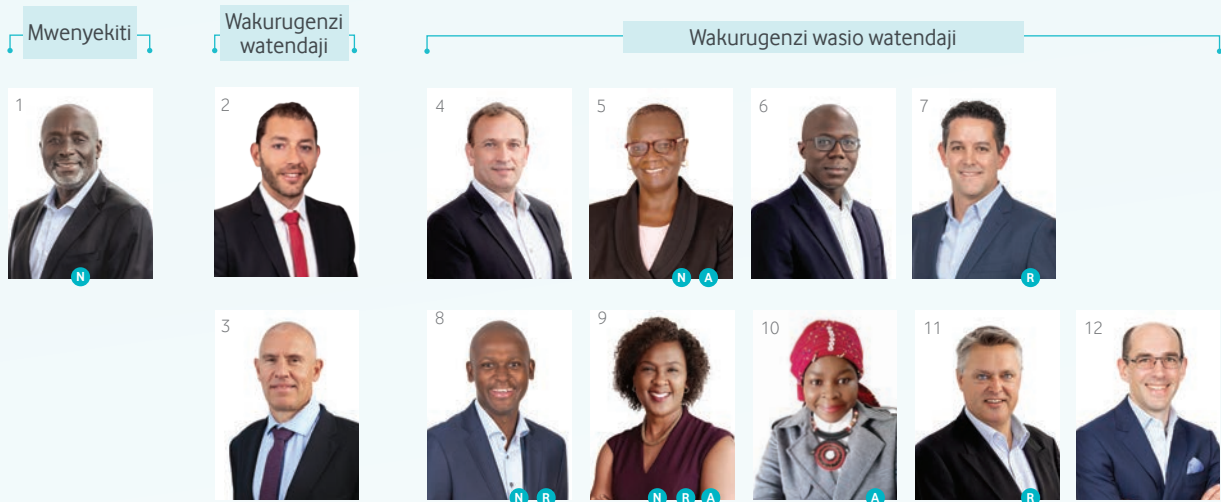 Mwenyekiti
Wakurugenzi
watendaji
Wakurugenzi wasio watendaji
1
2
4
5
6
7
N
N A
R
3
8
9
10
11
12
N R
N R A
A
R